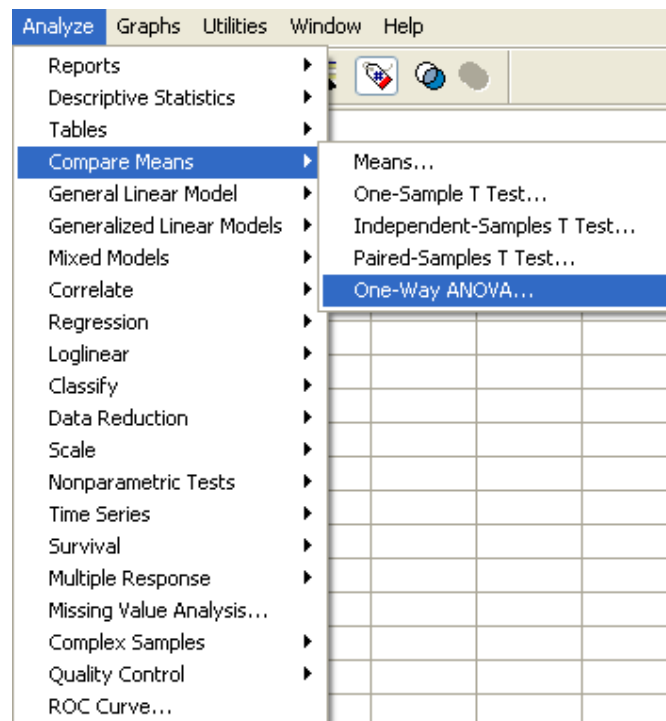 Analyze Graphs Utilities Window Help
Reports
Descriptive Statistics
Tables
Compare Means
General Linear Model
Generalized Linear Models
Mixed Models
Correlate
Regression
Loglinear
Classify
Data Reduction
Scale
Nonparametric Tests
Time Series
Survival
Multiple Response
Missing Value Analysis...
Complex Samples
Quality Control
ROC Curve...
Means...
One-Sample T Test...
Independent-Samples T Test...
Paired-Samples T Test...
One-Way ANOVA...